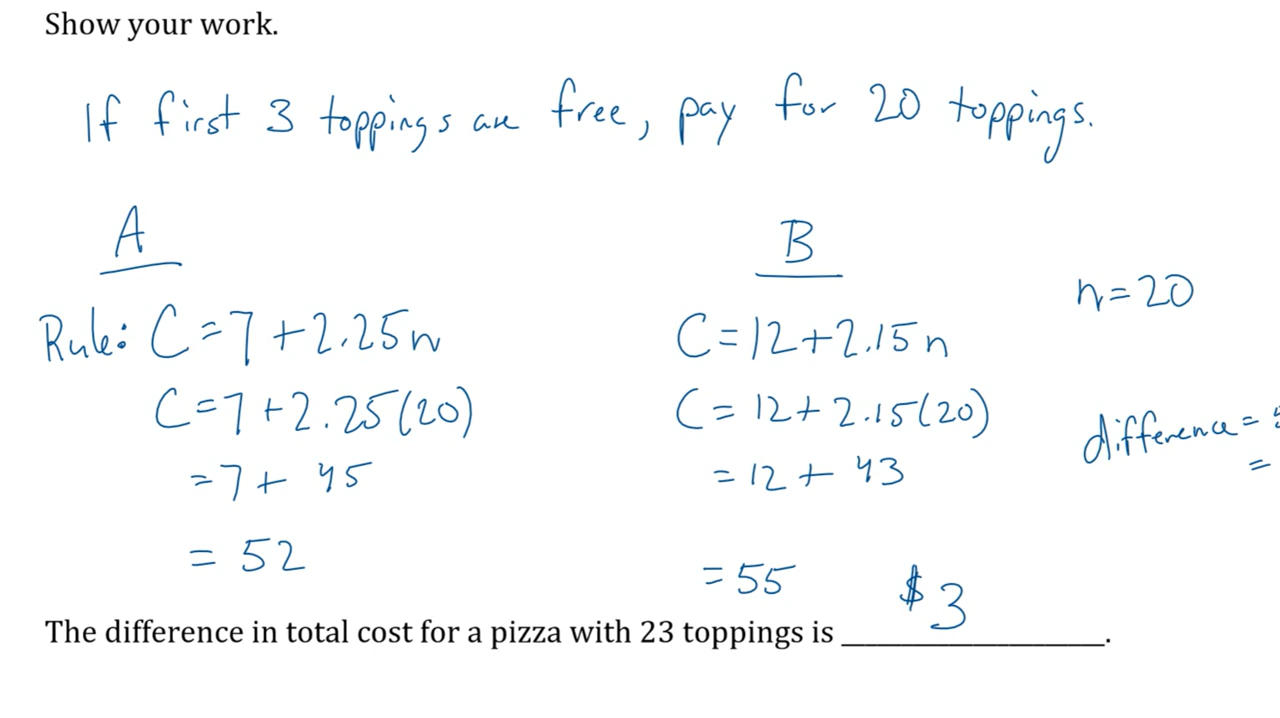 Show your work.
If first 3 toppings are free, pay for 20 toppings.
A
Rule: C=7+2.25n
C=7+2.25(20)
=7+ 45
= 52
B
C=12+2.15n
C= 12+ 2.15(20)
=12+ 43
=55
n=20
difference=
=
$3
The difference in total cost for a pizza with 23 toppings is ____________________.